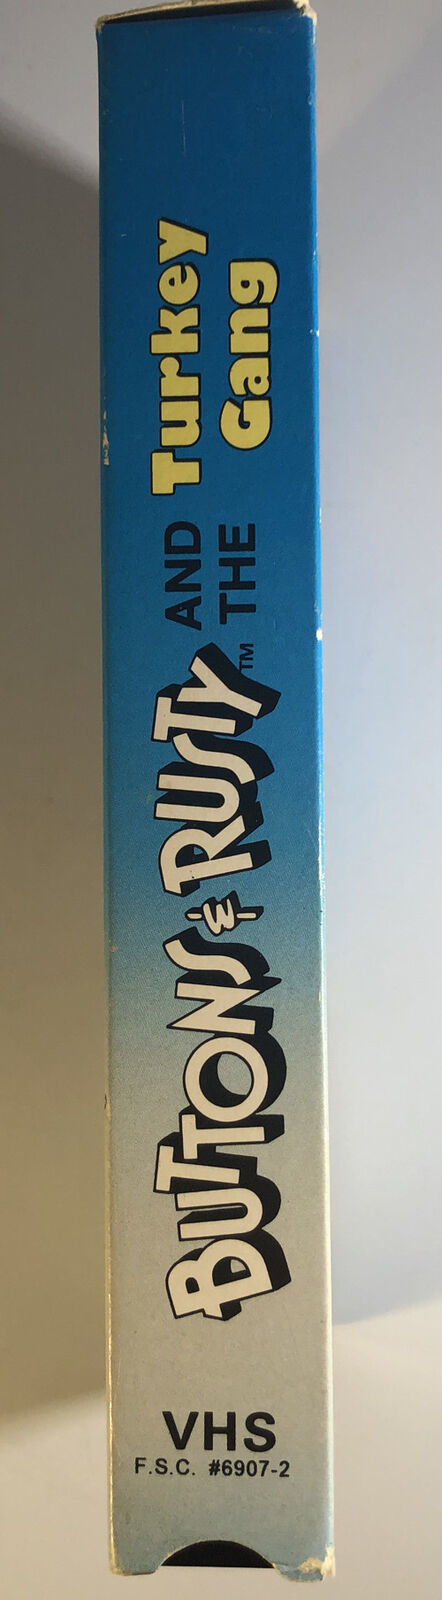 BUTTONS & RUSTY™ AND THE
Turkey
Gang
VHS
F.S.C. #6907-2